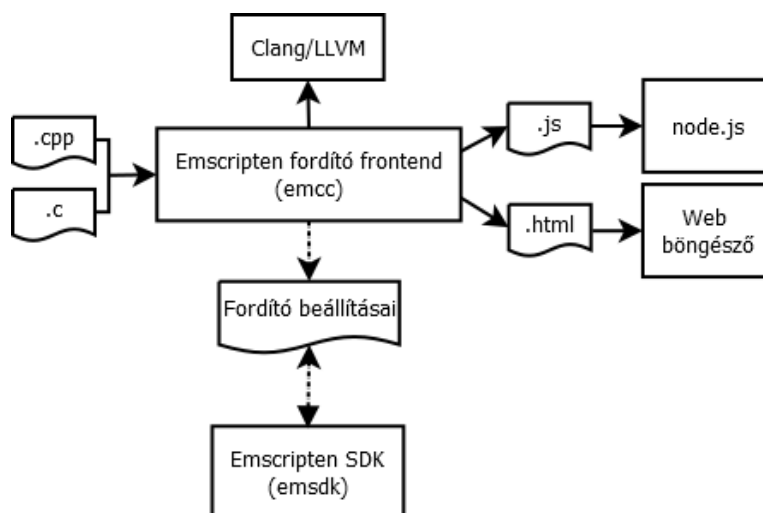 Clang/LLVM
.cpp
.c
Emscripten fordító frontend
(emcc)
.js
node.js
.html
Web
böngésző
Fordító beállításai
Emscripten SDK
(emsdk)